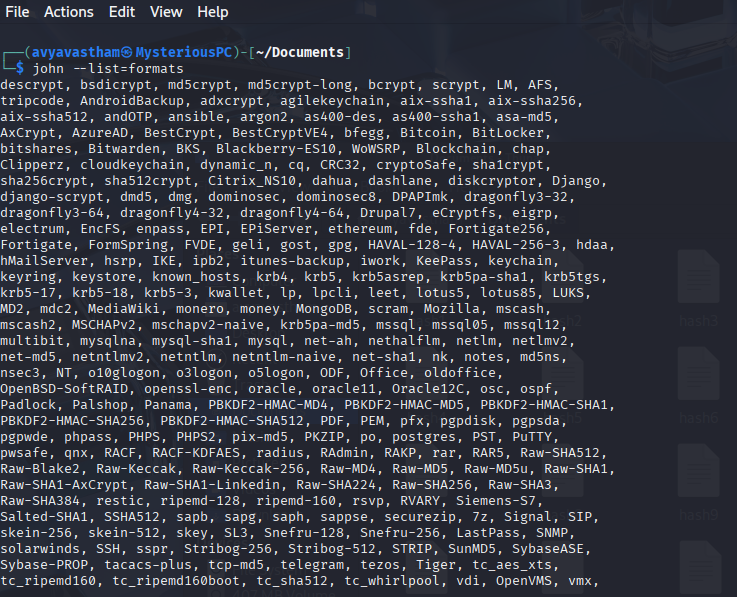 File Actions Edit View Help
┌──(avyavastham㉿MysteriousPC)-[~/Documents]
└─$ john --list=formats
descrypt, bsdicrypt, md5crypt, md5crypt-long, bcrypt, scrypt, LM, AFS,
tripcode, AndroidBackup, adxcrypt, agilekeychain, aix-ssha1, aix-ssha256,
aix-ssha512, andOTP, ansible, argon2, as400-des, as400-ssha1, asa-md5,
AxCrypt, AzureAD, BestCrypt, BestCryptVE4, bfegg, Bitcoin, BitLocker,
bitshares, Bitwarden, BKS, Blackberry-ES10, WoWSRP, Blockchain, chap,
Clipperz, cloudkeychain, dynamic_n, cq, CRC32, cryptoSafe, sha1crypt,
sha256crypt, sha512crypt, Citrix_NS10, dahua, dashlane, diskcryptor, Django,
django-scrypt, dmd5, dmg, dominosec, dominosec8, DPAPImk, dragonfly3-32,
dragonfly3-64, dragonfly4-32, dragonfly4-64, Drupal7, eCryptfs, eigrp,
electrum, EncFS, enpass, EPI, EPiServer, ethereum, fde, Fortigate256,
Fortigate, FormSpring, FVDE, geli, gost, gpg, HAVAL-128-4, HAVAL-256-3, hdaa,
hMailServer, hsrp, IKE, ipb2, itunes-backup, iwork, KeePass, keychain,
keyring, keystore, known_hosts, krb4, krb5, krb5asrep, krb5pa-sha1, krb5tgs,
krb5-17, krb5-18, krb5-3, kwallet, lp, lpcli, leet, lotus5, lotus85, LUKS,
MD2, mdc2, MediaWiki, monero, money, MongoDB, scram, Mozilla, mscash,
mscash2, MSCHAPv2, mschapv2-naive, krb5pa-md5, mssql, mssql05, mssql12,
multibit, mysqlna, mysql-sha1, mysql, net-ah, nethalflm, netlm, netlmv2,
net-md5, netntlmv2, netntlm, netntlm-naive, net-sha1, nk, notes, md5ns,
nsec3, NT, o10glogon, o3logon, o5logon, ODF, Office, oldoffice,
OpenBSD-SoftRAID, openssl-enc, oracle, oracle11, Oracle12C, osc, ospf,
Padlock, Palshop, Panama, PBKDF2-HMAC-MD4, PBKDF2-HMAC-MD5, PBKDF2-HMAC-SHA1,
PBKDF2-HMAC-SHA256, PBKDF2-HMAC-SHA512, PDF, PEM, pfx, pgpdisk, pgpsda,
pgpwde, phpass, PHPS, PHPS2, pix-md5, PKZIP, po, postgres, PST, PuTTY,
pwsafe, qnx, RACF, RACF-KDFAES, radius, RAdmin, RAKP, rar, RAR5, Raw-SHA512,
Raw-Blake2, Raw-Keccak, Raw-Keccak-256, Raw-MD4, Raw-MD5, Raw-MD5u, Raw-SHA1,
Raw-SHA1-AxCrypt, Raw-SHA1-Linkedin, Raw-SHA224, Raw-SHA256, Raw-SHA3,
Raw-SHA384, restic, ripemd-128, ripemd-160, rsvp, RVARY, Siemens-S7,
Salted-SHA1, SSHA512, sapb, sapg, saph, sappse, securezip, 7z, Signal, SIP,
skein-256, skein-512, skey, SL3, Snefru-128, Snefru-256, LastPass, SNMP,
solarwinds, SSH, sspr, Stribog-256, Stribog-512, STRIP, SunMD5, SybaseASE,
Sybase-PROP, tacacs-plus, tcp-md5, telegram, tezos, Tiger, tc_aes_xts,
tc_ripemd160, tc_ripemd160boot, tc_sha512, tc_whirlpool, vdi, OpenVMS, vmx,
hash3
hash6
hash9